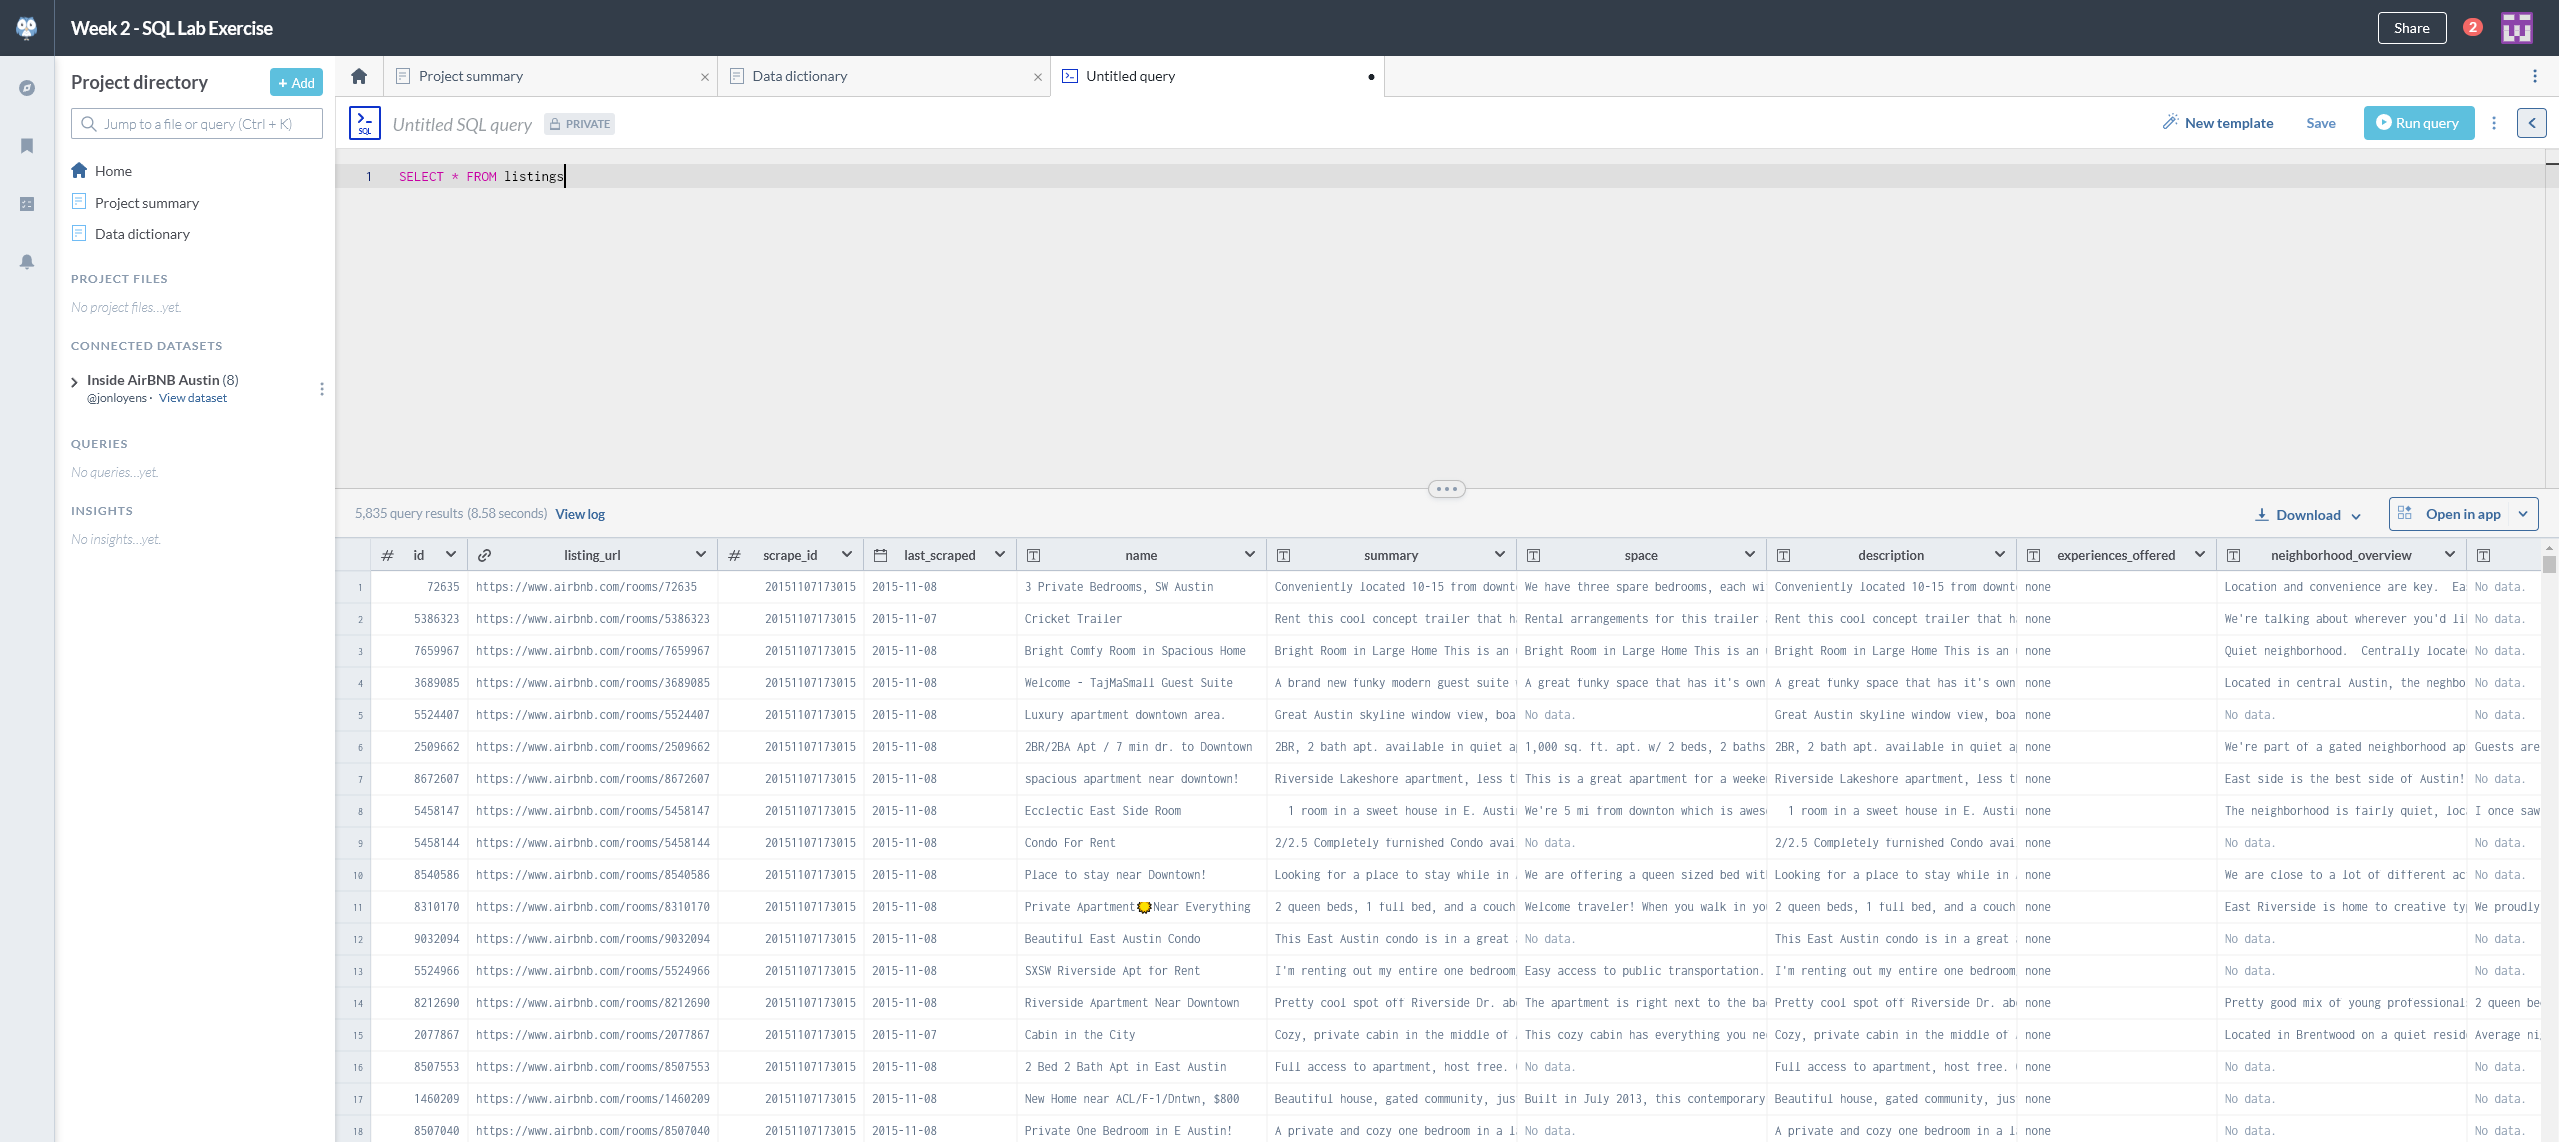 Week 2 - SQL Lab Exercise
Share
2
Project directory
+ Add
Jump to a file or query (Ctrl + K)
Home
Project summary
Data dictionary
PROJECT FILES
No project files...yet.
CONNECTED DATASETS
Inside AirBNB Austin (8)
@jonloyens · View dataset
QUERIES
No queries...yet.
INSIGHTS
No insights...yet.
Project summary
Data dictionary
Untitled query
SQL
Untitled SQL query
PRIVATE
New template
Save
Run query
1 SELECT * FROM listings
5,835 query results (8.58 seconds) View log
Download
Open in app
# id listing_url # scrape_id last_scraped T name T summary T space T description T experiences_offered T neighborhood_overview T
1 72635 https://www.airbnb.com/rooms/72635 20151107173015 2015-11-08 3 Private Bedrooms, SW Austin Conveniently located 10-15 from downt We have three spare bedrooms, each wi Conveniently located 10-15 from downt none Location and convenience are key. Ea No data.
2 5386323 https://www.airbnb.com/rooms/5386323 20151107173015 2015-11-07 Cricket Trailer Rent this cool concept trailer that h Rental arrangements for this trailer Rent this cool concept trailer that h none We're talking about wherever you'd li No data.
3 7659967 https://www.airbnb.com/rooms/7659967 20151107173015 2015-11-08 Bright Comfy Room in Spacious Home Bright Room in Large Home This is an Bright Room in Large Home This is an Bright Room in Large Home This is an none Quiet neighborhood. Centrally locate No data.
4 3689085 https://www.airbnb.com/rooms/3689085 20151107173015 2015-11-08 Welcome - TajMaSmall Guest Suite A brand new funky modern guest suite A great funky space that has it's own A great funky space that has it's own none Located in central Austin, the neghbo No data.
5 5524407 https://www.airbnb.com/rooms/5524407 20151107173015 2015-11-08 Luxury apartment downtown area. Great Austin skyline window view, boa No data. Great Austin skyline window view, boa none No data. No data.
6 2509662 https://www.airbnb.com/rooms/2509662 20151107173015 2015-11-08 2BR/2BA Apt / 7 min dr. to Downtown 2BR, 2 bath apt. available in quiet a 1,000 sq. ft. apt. w/ 2 beds, 2 baths 2BR, 2 bath apt. available in quiet a none We're part of a gated neighborhood ap Guests are
7 8672607 https://www.airbnb.com/rooms/8672607 20151107173015 2015-11-08 spacious apartment near downtown! Riverside Lakeshore apartment, less t This is a great apartment for a weeke Riverside Lakeshore apartment, less t none East side is the best side of Austin! No data.
8 5458147 https://www.airbnb.com/rooms/5458147 20151107173015 2015-11-08 Ecclectic East Side Room 1 room in a sweet house in E. Austi We're 5 mi from downton which is awes 1 room in a sweet house in E. Austi none The neighborhood is fairly quiet, loc I once saw
9 5458144 https://www.airbnb.com/rooms/5458144 20151107173015 2015-11-08 Condo For Rent 2/2.5 Completely furnished Condo avai No data. 2/2.5 Completely furnished Condo avai none No data. No data.
10 8540586 https://www.airbnb.com/rooms/8540586 20151107173015 2015-11-08 Place to stay near Downtown! Looking for a place to stay while in We are offering a queen sized bed wit Looking for a place to stay while in none We are close to a lot of different ac No data.
11 8310170 https://www.airbnb.com/rooms/8310170 20151107173015 2015-11-08 Private Apartment Near Everything 2 queen beds, 1 full bed, and a couch Welcome traveler! When you walk in yo 2 queen beds, 1 full bed, and a couch none East Riverside is home to creative ty We proudly
12 9032094 https://www.airbnb.com/rooms/9032094 20151107173015 2015-11-08 Beautiful East Austin Condo This East Austin condo is in a great No data. This East Austin condo is in a great none No data. No data.
13 5524966 https://www.airbnb.com/rooms/5524966 20151107173015 2015-11-08 SXSW Riverside Apt for Rent I'm renting out my entire one bedroom Easy access to public transportation. I'm renting out my entire one bedroom none No data. No data.
14 8212690 https://www.airbnb.com/rooms/8212690 20151107173015 2015-11-08 Riverside Apartment Near Downtown Pretty cool spot off Riverside Dr. ab The apartment is right next to the ba Pretty cool spot off Riverside Dr. ab none Pretty good mix of young professional 2 queen be
15 2077867 https://www.airbnb.com/rooms/2077867 20151107173015 2015-11-07 Cabin in the City Cozy, private cabin in the middle of This cozy cabin has everything you ne Cozy, private cabin in the middle of none Located in Brentwood on a quiet resid Average ni
16 8507553 https://www.airbnb.com/rooms/8507553 20151107173015 2015-11-08 2 Bed 2 Bath Apt in East Austin Full access to apartment, host free. No data. Full access to apartment, host free. none No data. No data.
17 1460209 https://www.airbnb.com/rooms/1460209 20151107173015 2015-11-08 New Home near ACL/F-1/Dntwn, $800 Beautiful house, gated community, jus Built in July 2013, this contemporary Beautiful house, gated community, jus none No data. No data.
18 8507040 https://www.airbnb.com/rooms/8507040 20151107173015 2015-11-08 Private One Bedroom in E Austin! A private and cozy one bedroom in a l No data. A private and cozy one bedroom in a l none No data. No data.